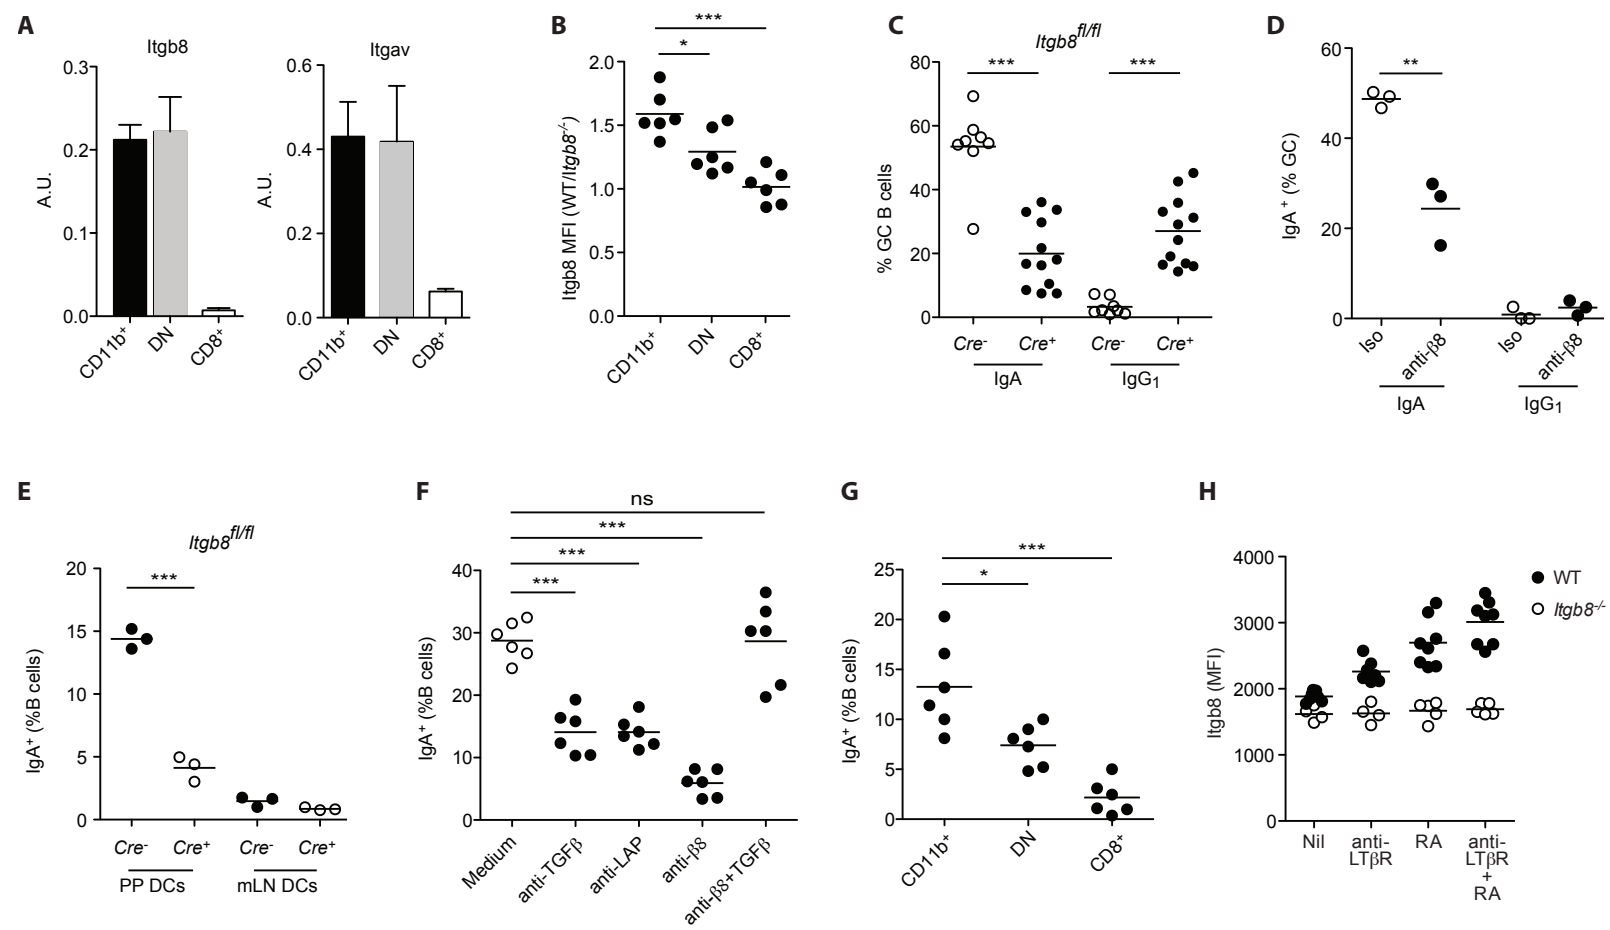 A
Itgb8
A.U.
0.3
0.2
0.1
0.0
CD11b+
DN
CD8+
Itgav
A.U.
0.6
0.4
0.2
0.0
CD11b+
DN
CD8+
B
***
*
Itgb8 MFI (WT/Itgb8-/-)
2.0
1.5
1.0
0.5
0.0
CD11b+
DN
CD8+
C
Itgb8fl/fl
***
***
% GC B cells
80
60
40
20
0
Cre-
Cre+
Cre-
Cre+
IgA
IgG1
D
**
IgA + (% GC)
60
40
20
0
Iso
anti-β8
Iso
anti-β8
IgA
IgG1
E
Itgb8fl/fl
***
IgA+ (%B cells)
20
15
10
5
0
Cre-
Cre+
Cre-
Cre+
PP DCs
mLN DCs
F
ns
***
***
***
IgA+ (%B cells)
40
30
20
10
0
Medium
anti-TGFβ
anti-LAP
anti-β8
anti-β8+TGFβ
G
***
*
IgA+ (%B cells)
25
20
15
10
5
0
CD11b+
DN
CD8+
H
Itgb8 (MFI)
4000
3000
2000
1000
0
WT
Itgb8-/-
Nil
anti-
LTβR
RA
anti-
LTβR
+
RA